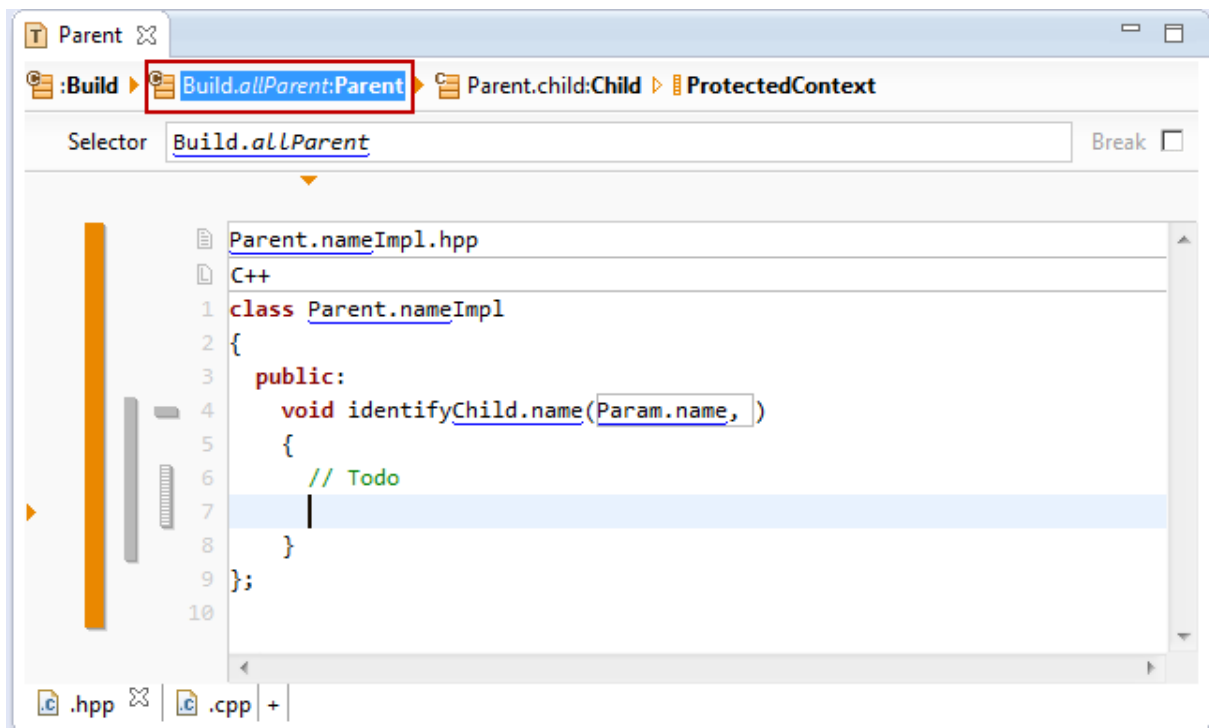 T Parent
:Build Build.allParent:Parent Parent.child:Child ProtectedContext
Selector Build.allParent Break
Parent.nameImpl.hpp
C++
1 class Parent.nameImpl
2 {
3 public:
4 void identifyChild.name(Param.name, )
5 {
6 // Todo
7
8 }
9 };
10
.c .hpp .c .cpp +